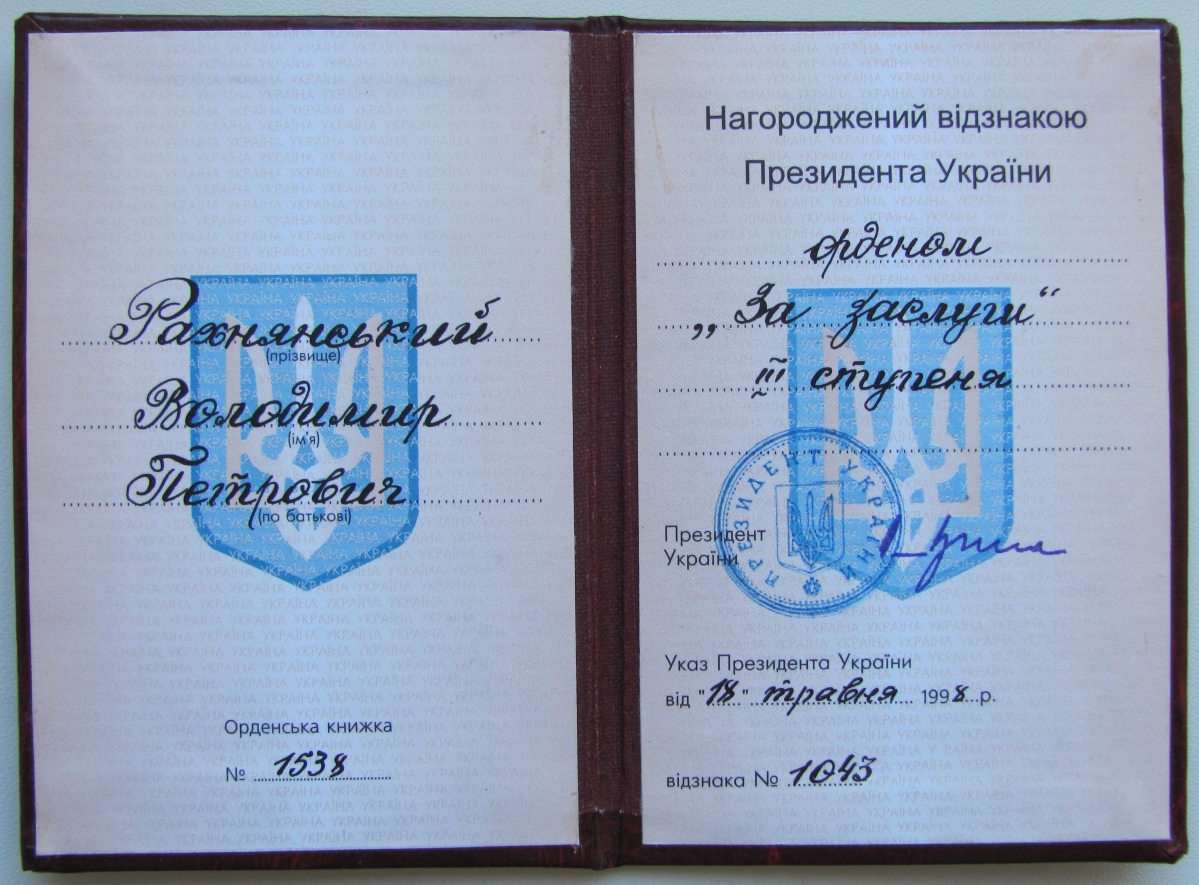 Рахнянський
(прізвище)
Володимир
(ім'я)
Петрович
(по батькові)
Орденська книжка
№ 1538
Нагороджений відзнакою
Президента України
орденом
„За заслуги“
III ступеня
Президент
України
ПРЕЗИДЕНТ УКРАЇНИ
Указ Президента України
від "18" травня 1998 р.
відзнака № 1043